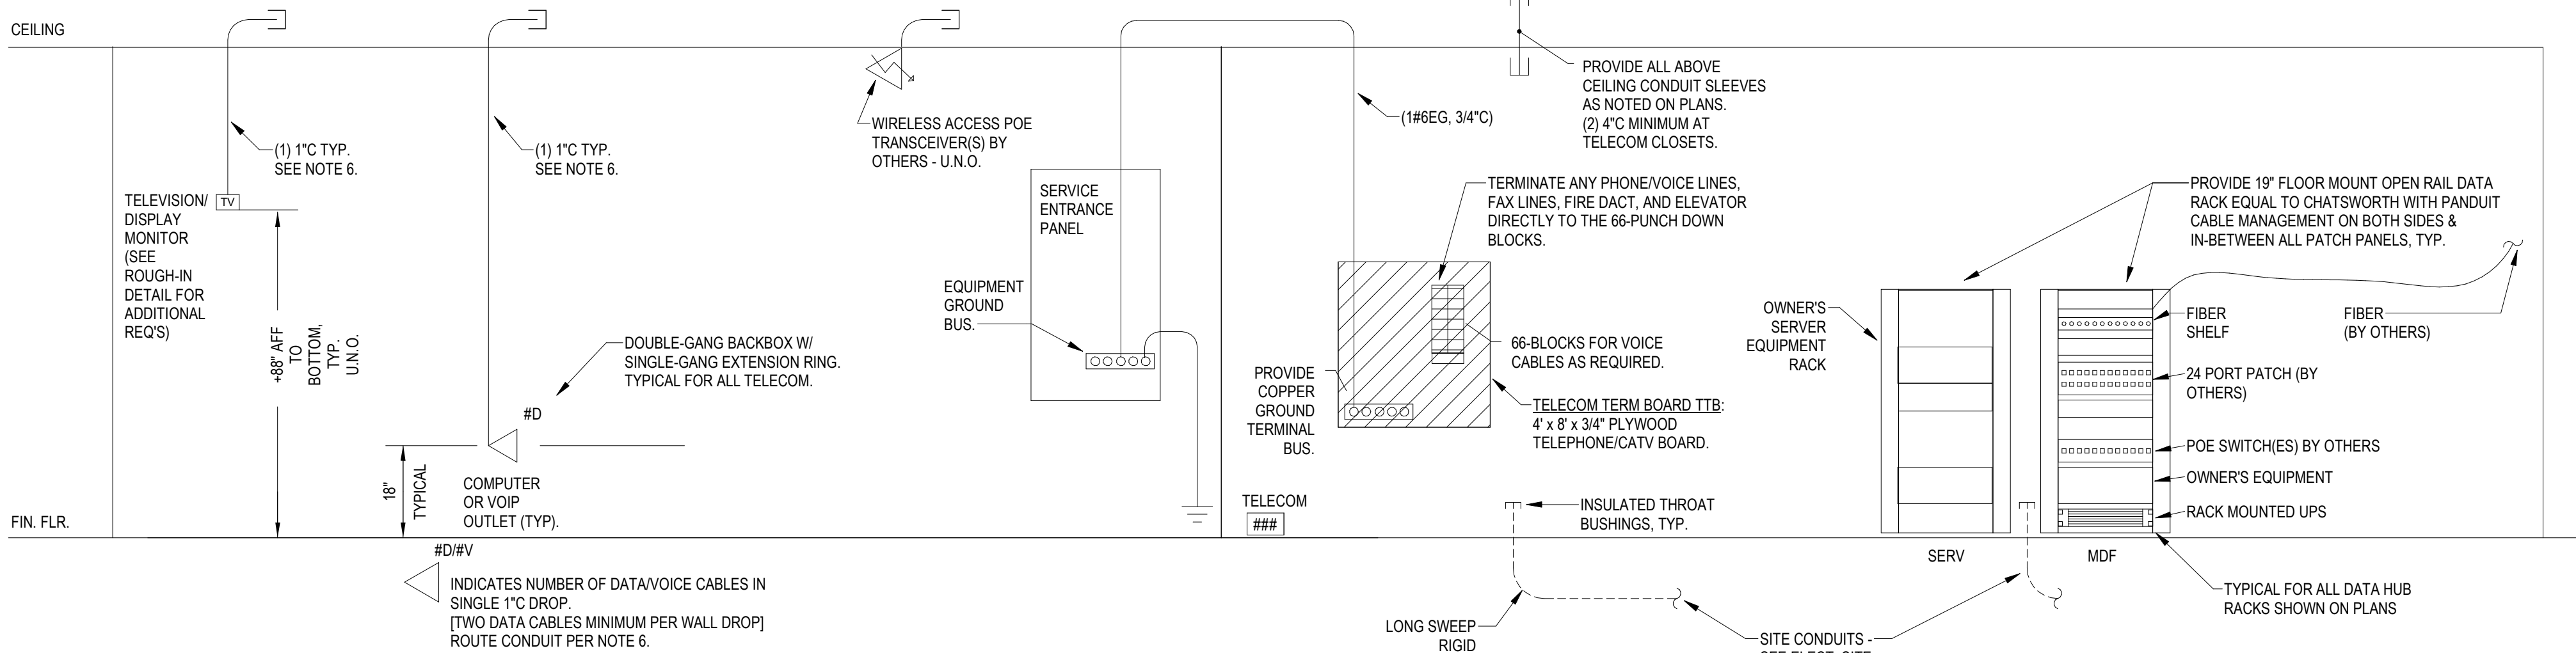 CEILING
(1) 1"C TYP.
SEE NOTE 6.
TELEVISION/
DISPLAY
MONITOR
(SEE
ROUGH-IN
DETAIL FOR
ADDITIONAL
REQ'S)
TV
+88" AFF
TO
BOTTOM,
TYP.
U.N.O.
(1) 1"C TYP.
SEE NOTE 6.
DOUBLE-GANG BACKBOX W/
SINGLE-GANG EXTENSION RING.
TYPICAL FOR ALL TELECOM.
#D
18"
TYPICAL
COMPUTER
OR VOIP
OUTLET (TYP).
FIN. FLR.
#D/#V
INDICATES NUMBER OF DATA/VOICE CABLES IN
SINGLE 1"C DROP.
[TWO DATA CABLES MINIMUM PER WALL DROP]
ROUTE CONDUIT PER NOTE 6.
WIRELESS ACCESS POE
TRANSCEIVER(S) BY
OTHERS - U.N.O.
SERVICE
ENTRANCE
PANEL
EQUIPMENT
GROUND
BUS.
(1#6EG, 3/4"C)
PROVIDE ALL ABOVE
CEILING CONDUIT SLEEVES
AS NOTED ON PLANS.
(2) 4"C MINIMUM AT
TELECOM CLOSETS.
TERMINATE ANY PHONE/VOICE LINES,
FAX LINES, FIRE DACT, AND ELEVATOR
DIRECTLY TO THE 66-PUNCH DOWN
BLOCKS.
66-BLOCKS FOR VOICE
CABLES AS REQUIRED.
PROVIDE
COPPER
GROUND
TERMINAL
BUS.
TELECOM TERM BOARD TTB:
4' x 8' x 3/4" PLYWOOD
TELEPHONE/CATV BOARD.
TELECOM
###
INSULATED THROAT
BUSHINGS, TYP.
LONG SWEEP
RIGID
SITE CONDUITS -
SEE ELECT. SITE
PROVIDE 19" FLOOR MOUNT OPEN RAIL DATA
RACK EQUAL TO CHATSWORTH WITH PANDUIT
CABLE MANAGEMENT ON BOTH SIDES &
IN-BETWEEN ALL PATCH PANELS, TYP.
OWNER'S
SERVER
EQUIPMENT
RACK
FIBER
SHELF
FIBER
(BY OTHERS)
24 PORT PATCH (BY
OTHERS)
POE SWITCH(ES) BY OTHERS
OWNER'S EQUIPMENT
RACK MOUNTED UPS
SERV
MDF
TYPICAL FOR ALL DATA HUB
RACKS SHOWN ON PLANS